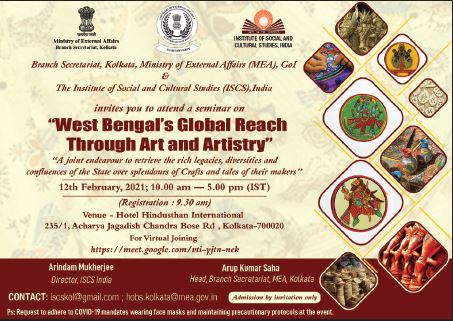 Ministry of External Affairs
Branch Secretariat, Kolkata
INSTITUTE OF SOCIAL AND
CULTURAL STUDIES, INDIA
Branch Secretariat, Kolkata, Ministry of External Affairs (MEA), GoI
&
The Institute of Social and Cultural Studies (ISCS),India
invites you to attend a seminar on
“West Bengal’s Global Reach
Through Art and Artistry”
“A joint endeavour to retrieve the rich legacies, diversities and
confluences of the State over splendours of Crafts and tales of their makers”
12th February, 2021; 10.00 am — 5.00 pm (IST)
(Registration : 9.30 am)
Venue - Hotel Hindusthan International
235/1, Acharya Jagadish Chandra Bose Rd , Kolkata-700020
For Virtual Joining
https://meet.google.com/vti-yjtn-nek
Arindam Mukherjee
Director, ISCS India
Arup Kumar Saha
Head, Branch Secretariat, MEA, Kolkata
CONTACT: iscskol@gmail.com ; hobs.kolkata@mea.gov.in
Admission by invitation only
Ps: Request to adhere to COVID-19 mandates wearing face masks and maintaining precautionary protocols at the event.